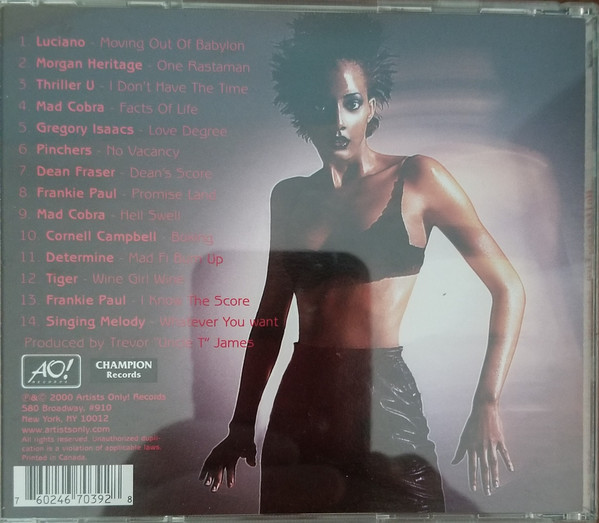 1. Luciano - Moving Out Of Babylon
2. Morgan Heritage - One Rastaman
3. Thriller U - I Don't Have The Time
4. Mad Cobra - Facts Of Life
5. Gregory Isaacs - Love Degree
6. Pinchers - No Vacancy
7. Dean Fraser - Dean's Score
8. Frankie Paul - Promise Land
9. Mad Cobra - Hell Swell
10. Cornell Campbell - 
11. Determine - Mad Fi Up
12. Tiger - Wine Girl Wine
13. Frankie Paul - I Know The Score
14. Singing Melody - Whatever You want
Produced by Trevor "Uncle T" James
AO!
RECORDS
CHAMPION
Records
℗&© 2000 Artists Only! Records
580 Broadway, #910
New York, NY 10012
www.artistsonly.com
All rights reserved. Unauthorized dupli-
cation is a violation of applicable laws.
Printed in Canada.
7 60246 70392 8